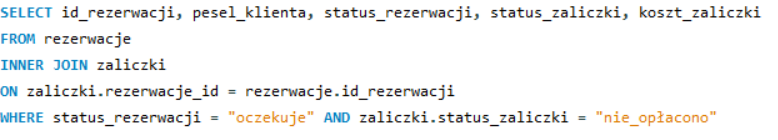 SELECT id_rezerwacji, pesel_klienta, status_rezerwacji, status_zaliczki, koszt_zaliczki
FROM rezerwacje
INNER JOIN zaliczki
ON zaliczki.rezerwacje_id = rezerwacje.id_rezerwacji
WHERE status_rezerwacji = "oczekuje" AND zaliczki.status_zaliczki = "nie_opłacono"